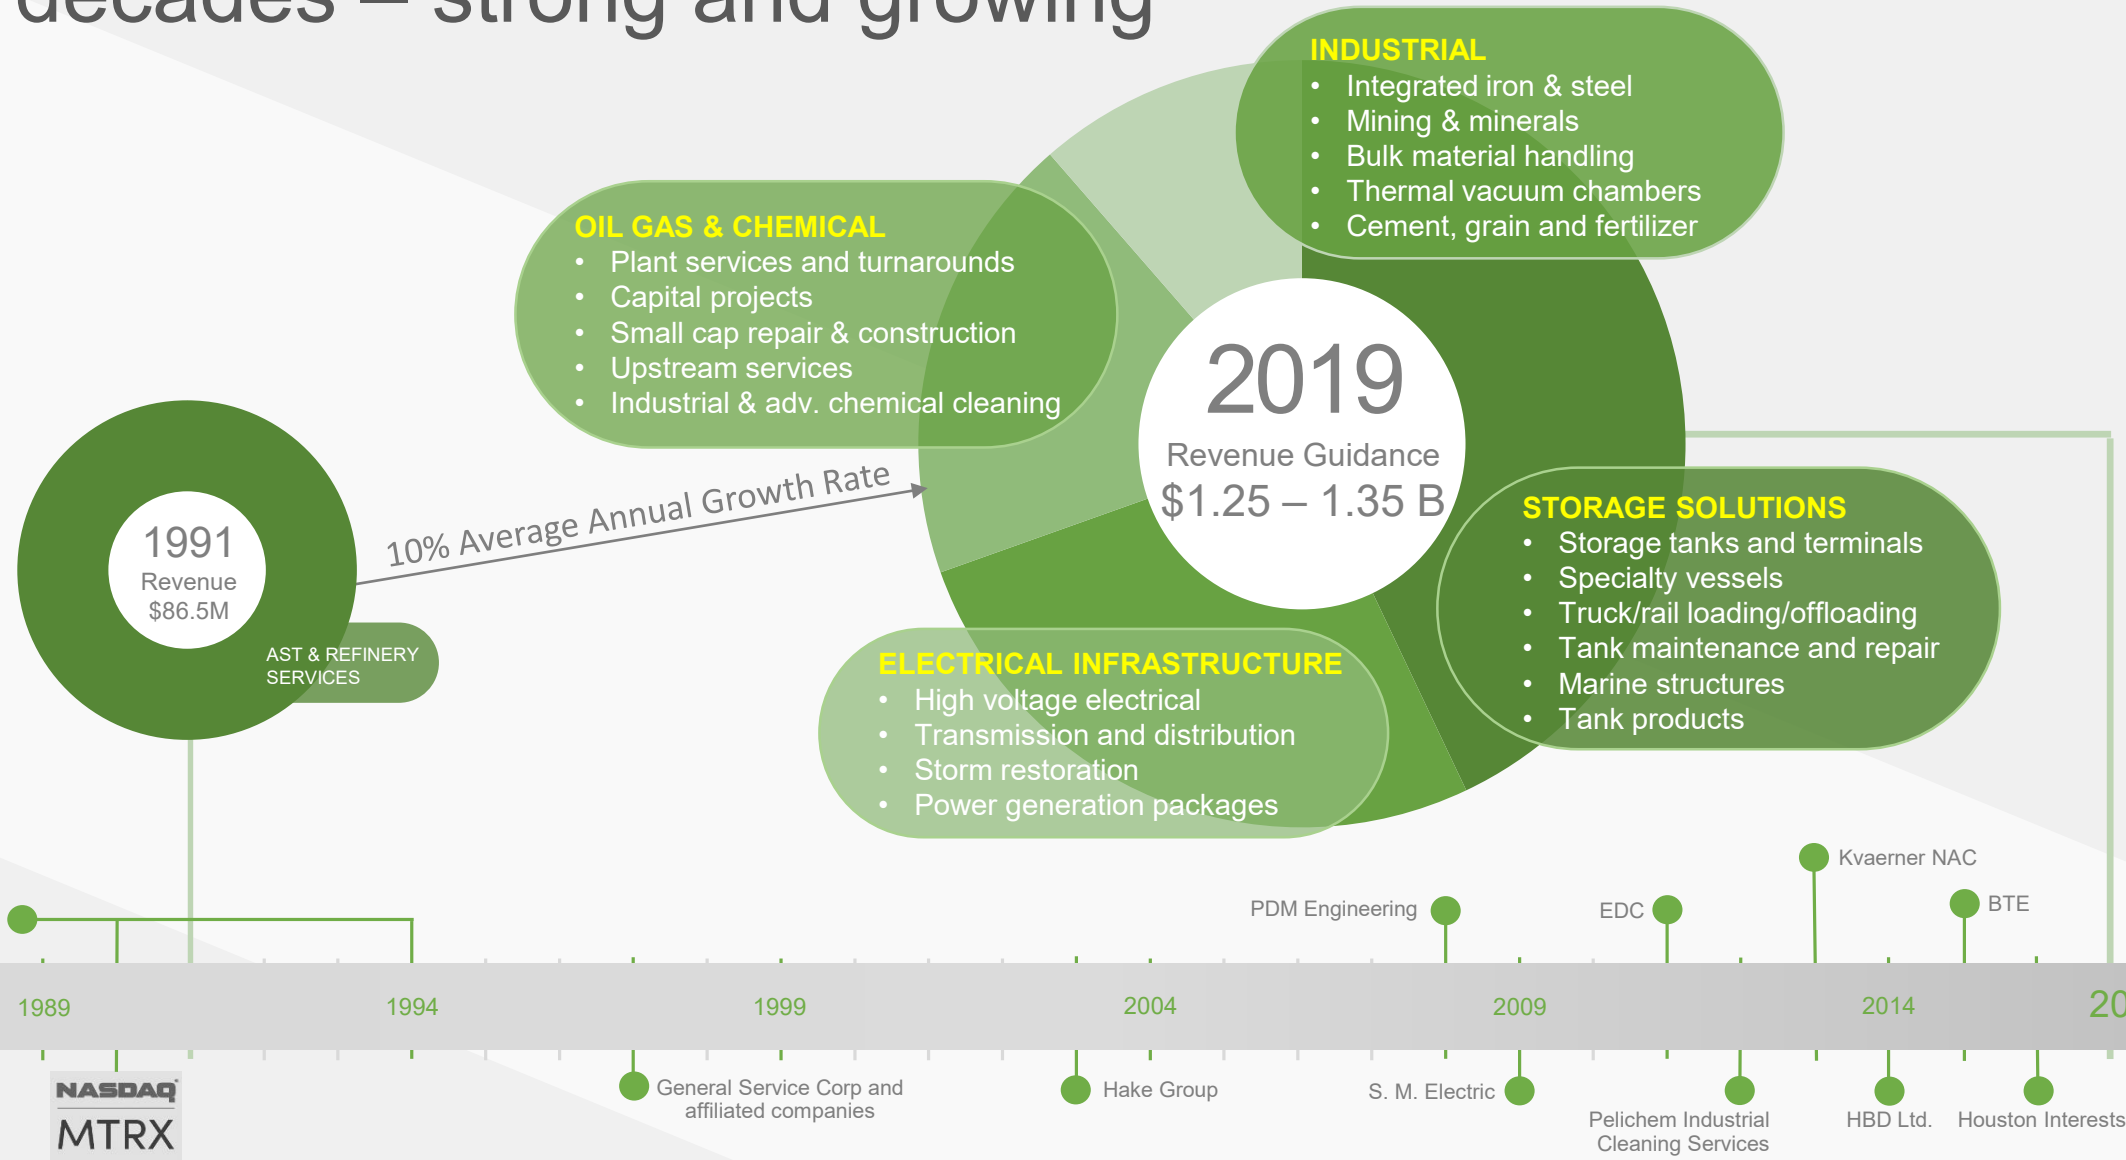 decades – strong and growing
INDUSTRIAL
• Integrated iron & steel
• Mining & minerals
• Bulk material handling
• Thermal vacuum chambers
• Cement, grain and fertilizer
OIL GAS & CHEMICAL
• Plant services and turnarounds
• Capital projects
• Small cap repair & construction
• Upstream services
• Industrial & adv. chemical cleaning
2019
Revenue Guidance
$1.25 – 1.35 B
10% Average Annual Growth Rate
1991
Revenue
$86.5M
AST & REFINERY
SERVICES
STORAGE SOLUTIONS
• Storage tanks and terminals
• Specialty vessels
• Truck/rail loading/offloading
• Tank maintenance and repair
• Marine structures
• Tank products
ELECTRICAL INFRASTRUCTURE
• High voltage electrical
• Transmission and distribution
• Storm restoration
• Power generation packages
Kvaerner NAC
PDM Engineering
EDC
BTE
1989
1994
1999
2004
2009
2014
20
NASDAQ
MTRX
General Service Corp and
affiliated companies
Hake Group
S. M. Electric
Pelichem Industrial
Cleaning Services
HBD Ltd.
Houston Interests